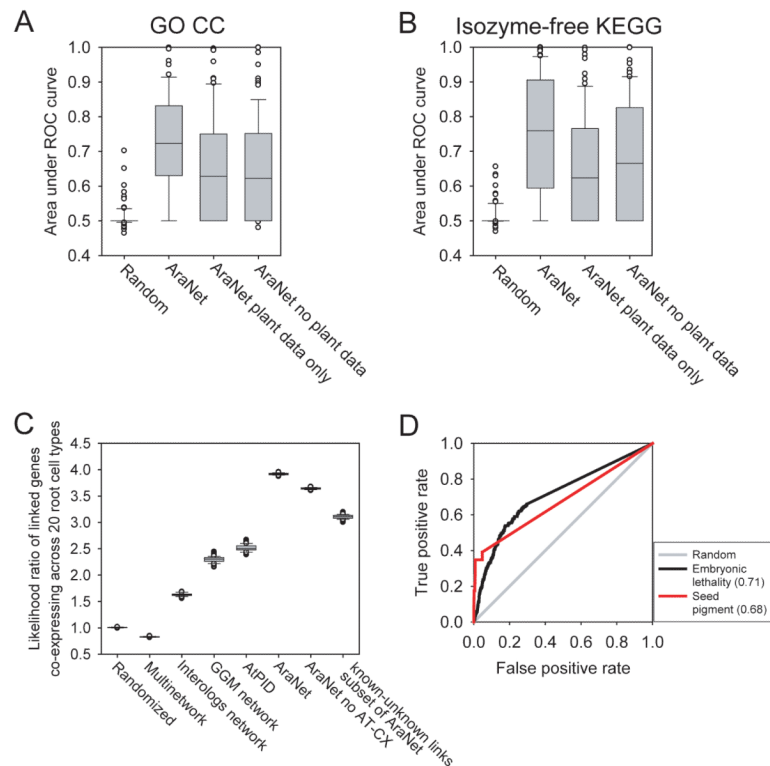 A
GO CC
Area under ROC curve
1.0
0.9
0.8
0.7
0.6
0.5
0.4
Random
AraNet
AraNet plant data only
AraNet no plant data
B
Isozyme-free KEGG
Area under ROC curve
1.0
0.9
0.8
0.7
0.6
0.5
0.4
Random
AraNet
AraNet plant data only
AraNet no plant data
C
Likelihood ratio of linked genes
co-expressing across 20 root cell types
4.5
4.0
3.5
3.0
2.5
2.0
1.5
1.0
0.5
Randomized
Multinetwork
Interologs network
GGM network
AtPID
AraNet
AraNet no AT-CX
known-unknown links
subset of AraNet
D
True positive rate
1.0
0.8
0.6
0.4
0.2
0.0
0.0 0.2 0.4 0.6 0.8 1.0
False positive rate
Random
Embryonic
lethality (0.71)
Seed
pigment (0.68)